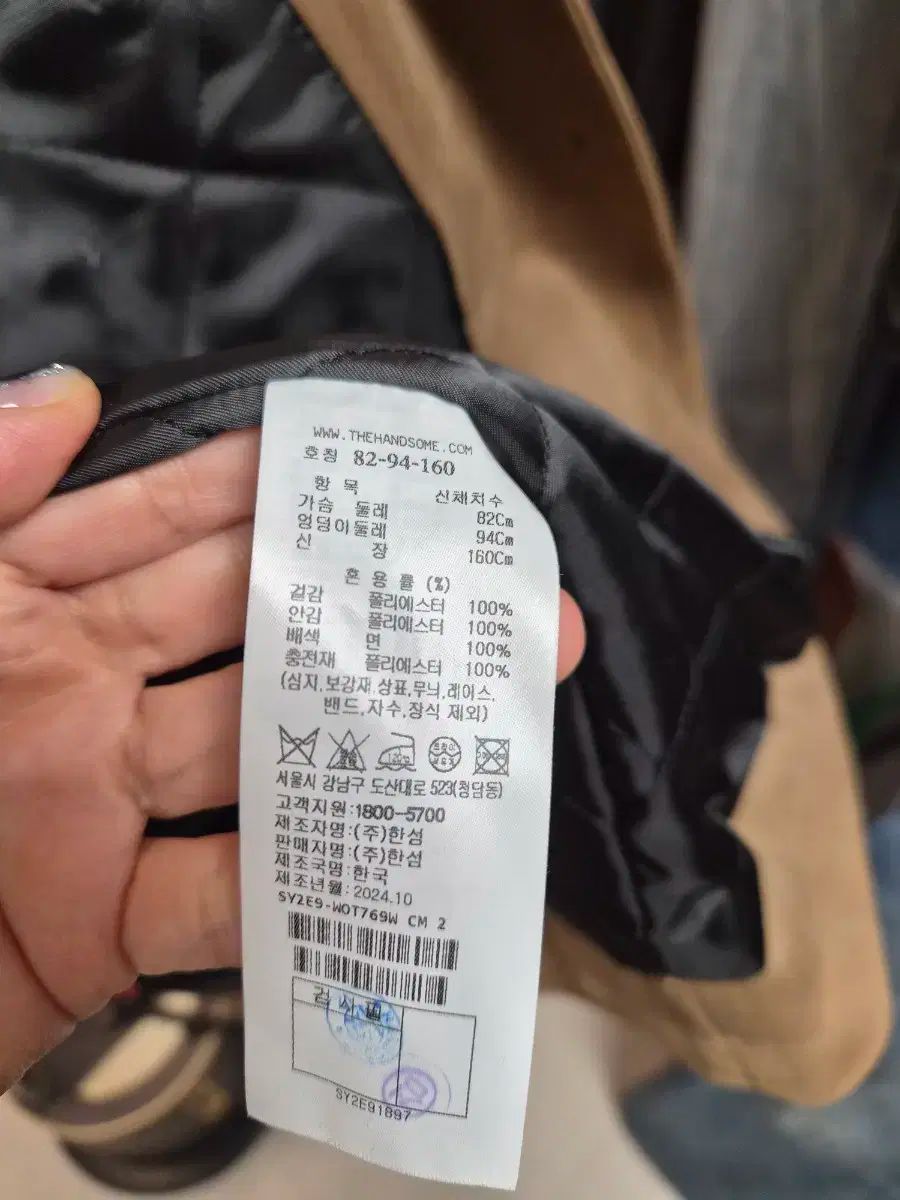 WWW.THEHANDSOME.COM
호칭 82-94-160
항 목 신체치수
가슴 둘레 82Cm
엉덩이둘레 94Cm
신 장 160Cm
혼 용 률 (%)
겉감 폴리에스터 100%
안감 폴리에스터 100%
배색 면 100%
충전재 폴리에스터 100%
(심지,보강재,상표,무늬,레이스,
밴드,자수,장식 제외)
서울시 강남구 도산대로 523(청담동)
고객지원:1800-5700
제조자명:(주)한섬
판매자명:(주)한섬
제조국명:한국
제조년월:2024.10
SY2E9-WOT769W CM 2
검사필
SY2E91897